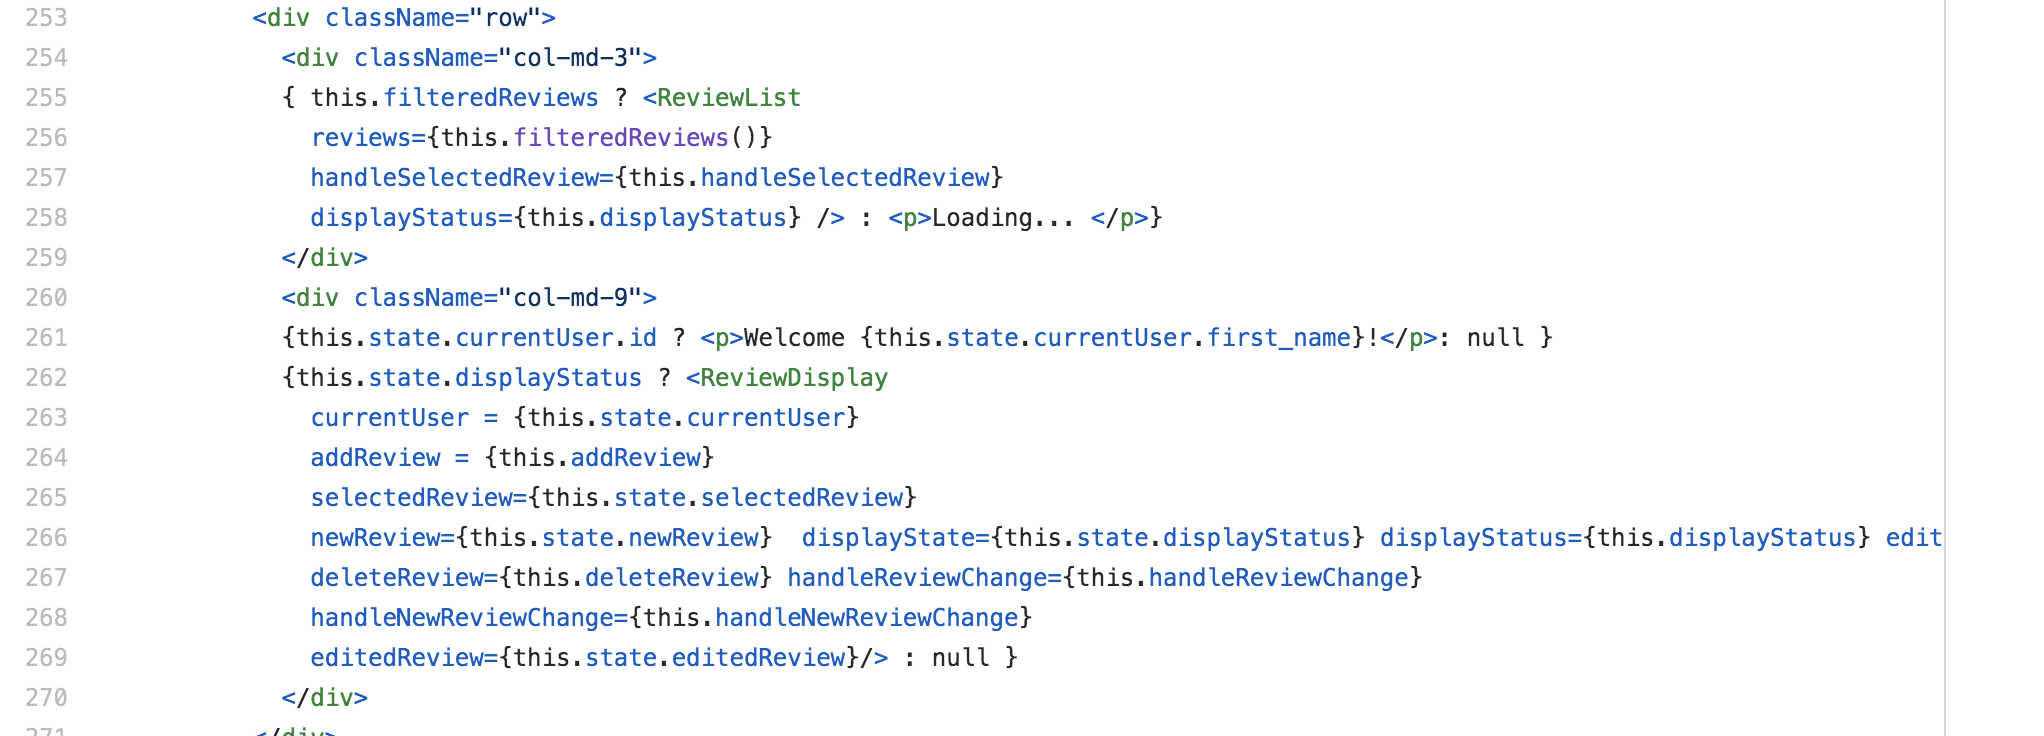 253 <div className="row">
254 <div className="col-md-3">
255 { this.filteredReviews ? <ReviewList
256 reviews={this.filteredReviews()}
257 handleSelectedReview={this.handleSelectedReview}
258 displayStatus={this.displayStatus} /> : <p>Loading... </p>}
259 </div>
260 <div className="col-md-9">
261 {this.state.currentUser.id ? <p>Welcome {this.state.currentUser.first_name}!</p>: null }
262 {this.state.displayStatus ? <ReviewDisplay
263 currentUser = {this.state.currentUser}
264 addReview = {this.addReview}
265 selectedReview={this.state.selectedReview}
266 newReview={this.state.newReview}  displayState={this.state.displayStatus} displayStatus={this.displayStatus} edit
267 deleteReview={this.deleteReview} handleReviewChange={this.handleReviewChange}
268 handleNewReviewChange={this.handleNewReviewChange}
269 editedReview={this.state.editedReview}/> : null }
270 </div>
271 </div>